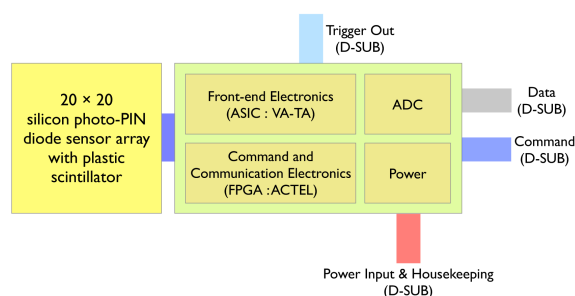 Trigger Out
(D-SUB)
20 × 20
silicon photo-PIN
diode sensor array
with plastic
scintillator
Front-end Electronics
(ASIC : VA-TA)
ADC
Data
(D-SUB)
Command and
Communication Electronics
(FPGA : ACTEL)
Power
Command
(D-SUB)
Power Input & Housekeeping
(D-SUB)